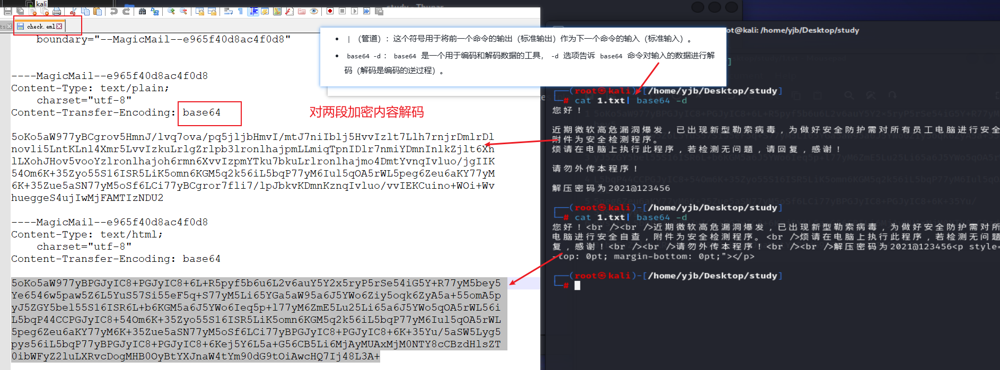 kali
check.eml
boundary="--MagicMail--e965f40d8ac4f0d8"
----MagicMail--e965f40d8ac4f0d8
Content-Type: text/plain;
charset="utf-8"
Content-Transfer-Encoding: base64
5oKo5aW977yBCgrov5HmnJ/lvq7ova/pq5jljbHmvI/mtJ7niIblj5HvvIzlt7Llh7rnjrDmlrDl
novli5LntKLnl4Xmr5LvvIzkuLrlgZrlpb3lronlhajpmLLmiqTpnIDlr7nmiYDmnInlkZjlt6Xn
lLXohJHov5vooYzlronlhajoh6rmn6XvvIzpmYTku7bkuLrlronlhajmo4DmtYvnqIvluo/jgIIK
54Om6K+35Zyo55S16ISR5LiK5omn6KGM5q2k56iL5bqP77yM6Iul5qOA5rWL5peg6Zeu6aKY77yM
6K+35Zue5aSN77yM5oSf6LCi77yBCgror7fli7/lpJbkvKDmnKznqIvluo/vvIEKCuino+WOi+Wv
hueggeS4ujIwMjFAMTIzNDU2
----MagicMail--e965f40d8ac4f0d8
Content-Type: text/html;
charset="utf-8"
Content-Transfer-Encoding: base64
5oKo5aW977yBPGJyIC8+PGJyIC8+6L+R5pyf5b6u6L2v6auY5Y2x5ryP5rSe54iG5Y+R77yM5bey5
Ye6546w5paw5Z6L5YuS57Si55eF5q+S77yM5Li65YGa5aW95a6J5YWo6Ziy5oqk6ZyA5a+55omA5p
yJ5ZGY5bel55S16ISR6L+b6KGM5a6J5YWo6Ieq5p+l77yM6ZmE5Lu25Li65a6J5YWo5qOA5rWL56i
L5bqP44CCPGJyIC8+54Om6K+35Zyo55S16ISR5LiK5omn6KGM5q2k56iL5bqP77yM6Iul5qOA5rWL
5peg6Zeu6aKY77yM6K+35Zue5aSN77yM5oSf6LCi77yBPGJyIC8+PGJyIC8+6K+35Yu/5aSW5Lyg5
pys56iL5bqP77yBPGJyIC8+PGJyIC8+6Kej5Y6L5a+G56CB5Li6MjAyMUAxMjM0NTY8cCBzdHlsZT
0ibWFyZ2luLXRvcDogMHB0OyBtYXJnaW4tYm90dG9tOiAwcHQ7Ij48L3A+
对两段加密内容解码
• | （管道）：这个符号用于将前一个命令的输出（标准输出）作为下一个命令的输入（标准输入）。
• base64 -d： base64 是一个用于编码和解码数据的工具， -d 选项告诉 base64 命令对输入的数据进行解
码（解码是编码的逆过程）。
ot@kali: /home/yjb/Desktop/study
(root㉿kali)-[/home/yjb/Desktop/study]
# cat 1.txt| base64 -d
您好！
近期微软高危漏洞爆发，已出现新型勒索病毒，为做好安全防护需对所有员工电脑进行安全
附件为安全检测程序。
烦请在电脑上执行此程序，若检测无问题，请回复，感谢！
请勿外传本程序！
解压密码为2021@123456
(root㉿kali)-[/home/yjb/Desktop/study]
# cat 1.txt| base64 -d
您好！<br /><br />近期微软高危漏洞爆发，已出现新型勒索病毒，为做好安全防护需对所
电脑进行安全自查，附件为安全检测程序。<br />烦请在电脑上执行此程序，若检测无问题
复，感谢！<br /><br />请勿外传本程序！<br /><br />解压密码为2021@123456<p style=
-top: 0pt; margin-bottom: 0pt;"></p>
(root㉿kali)-[/home/yjb/Desktop/study]
#